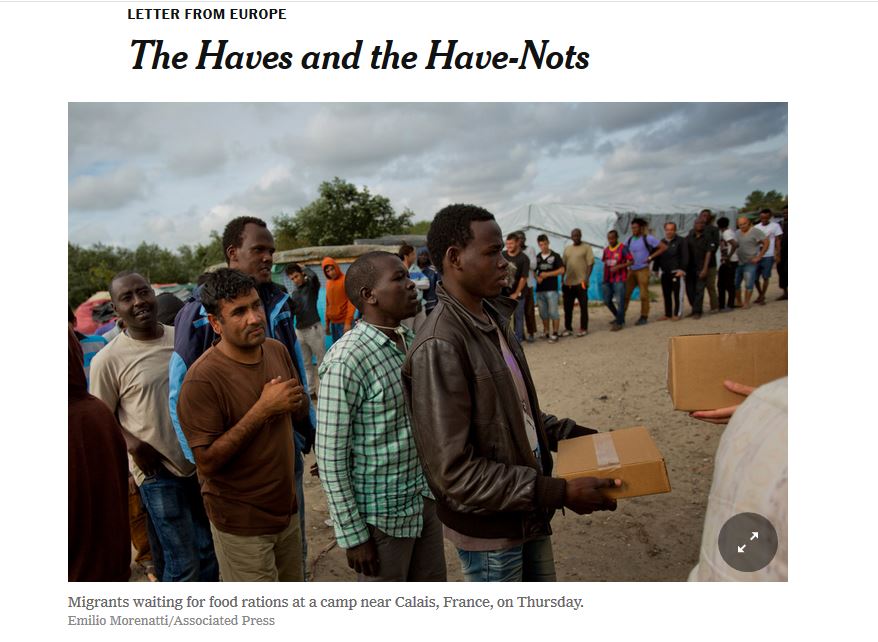 LETTER FROM EUROPE
The Haves and the Have-Nots
Migrants waiting for food rations at a camp near Calais, France, on Thursday.
Emilio Morenatti/Associated Press